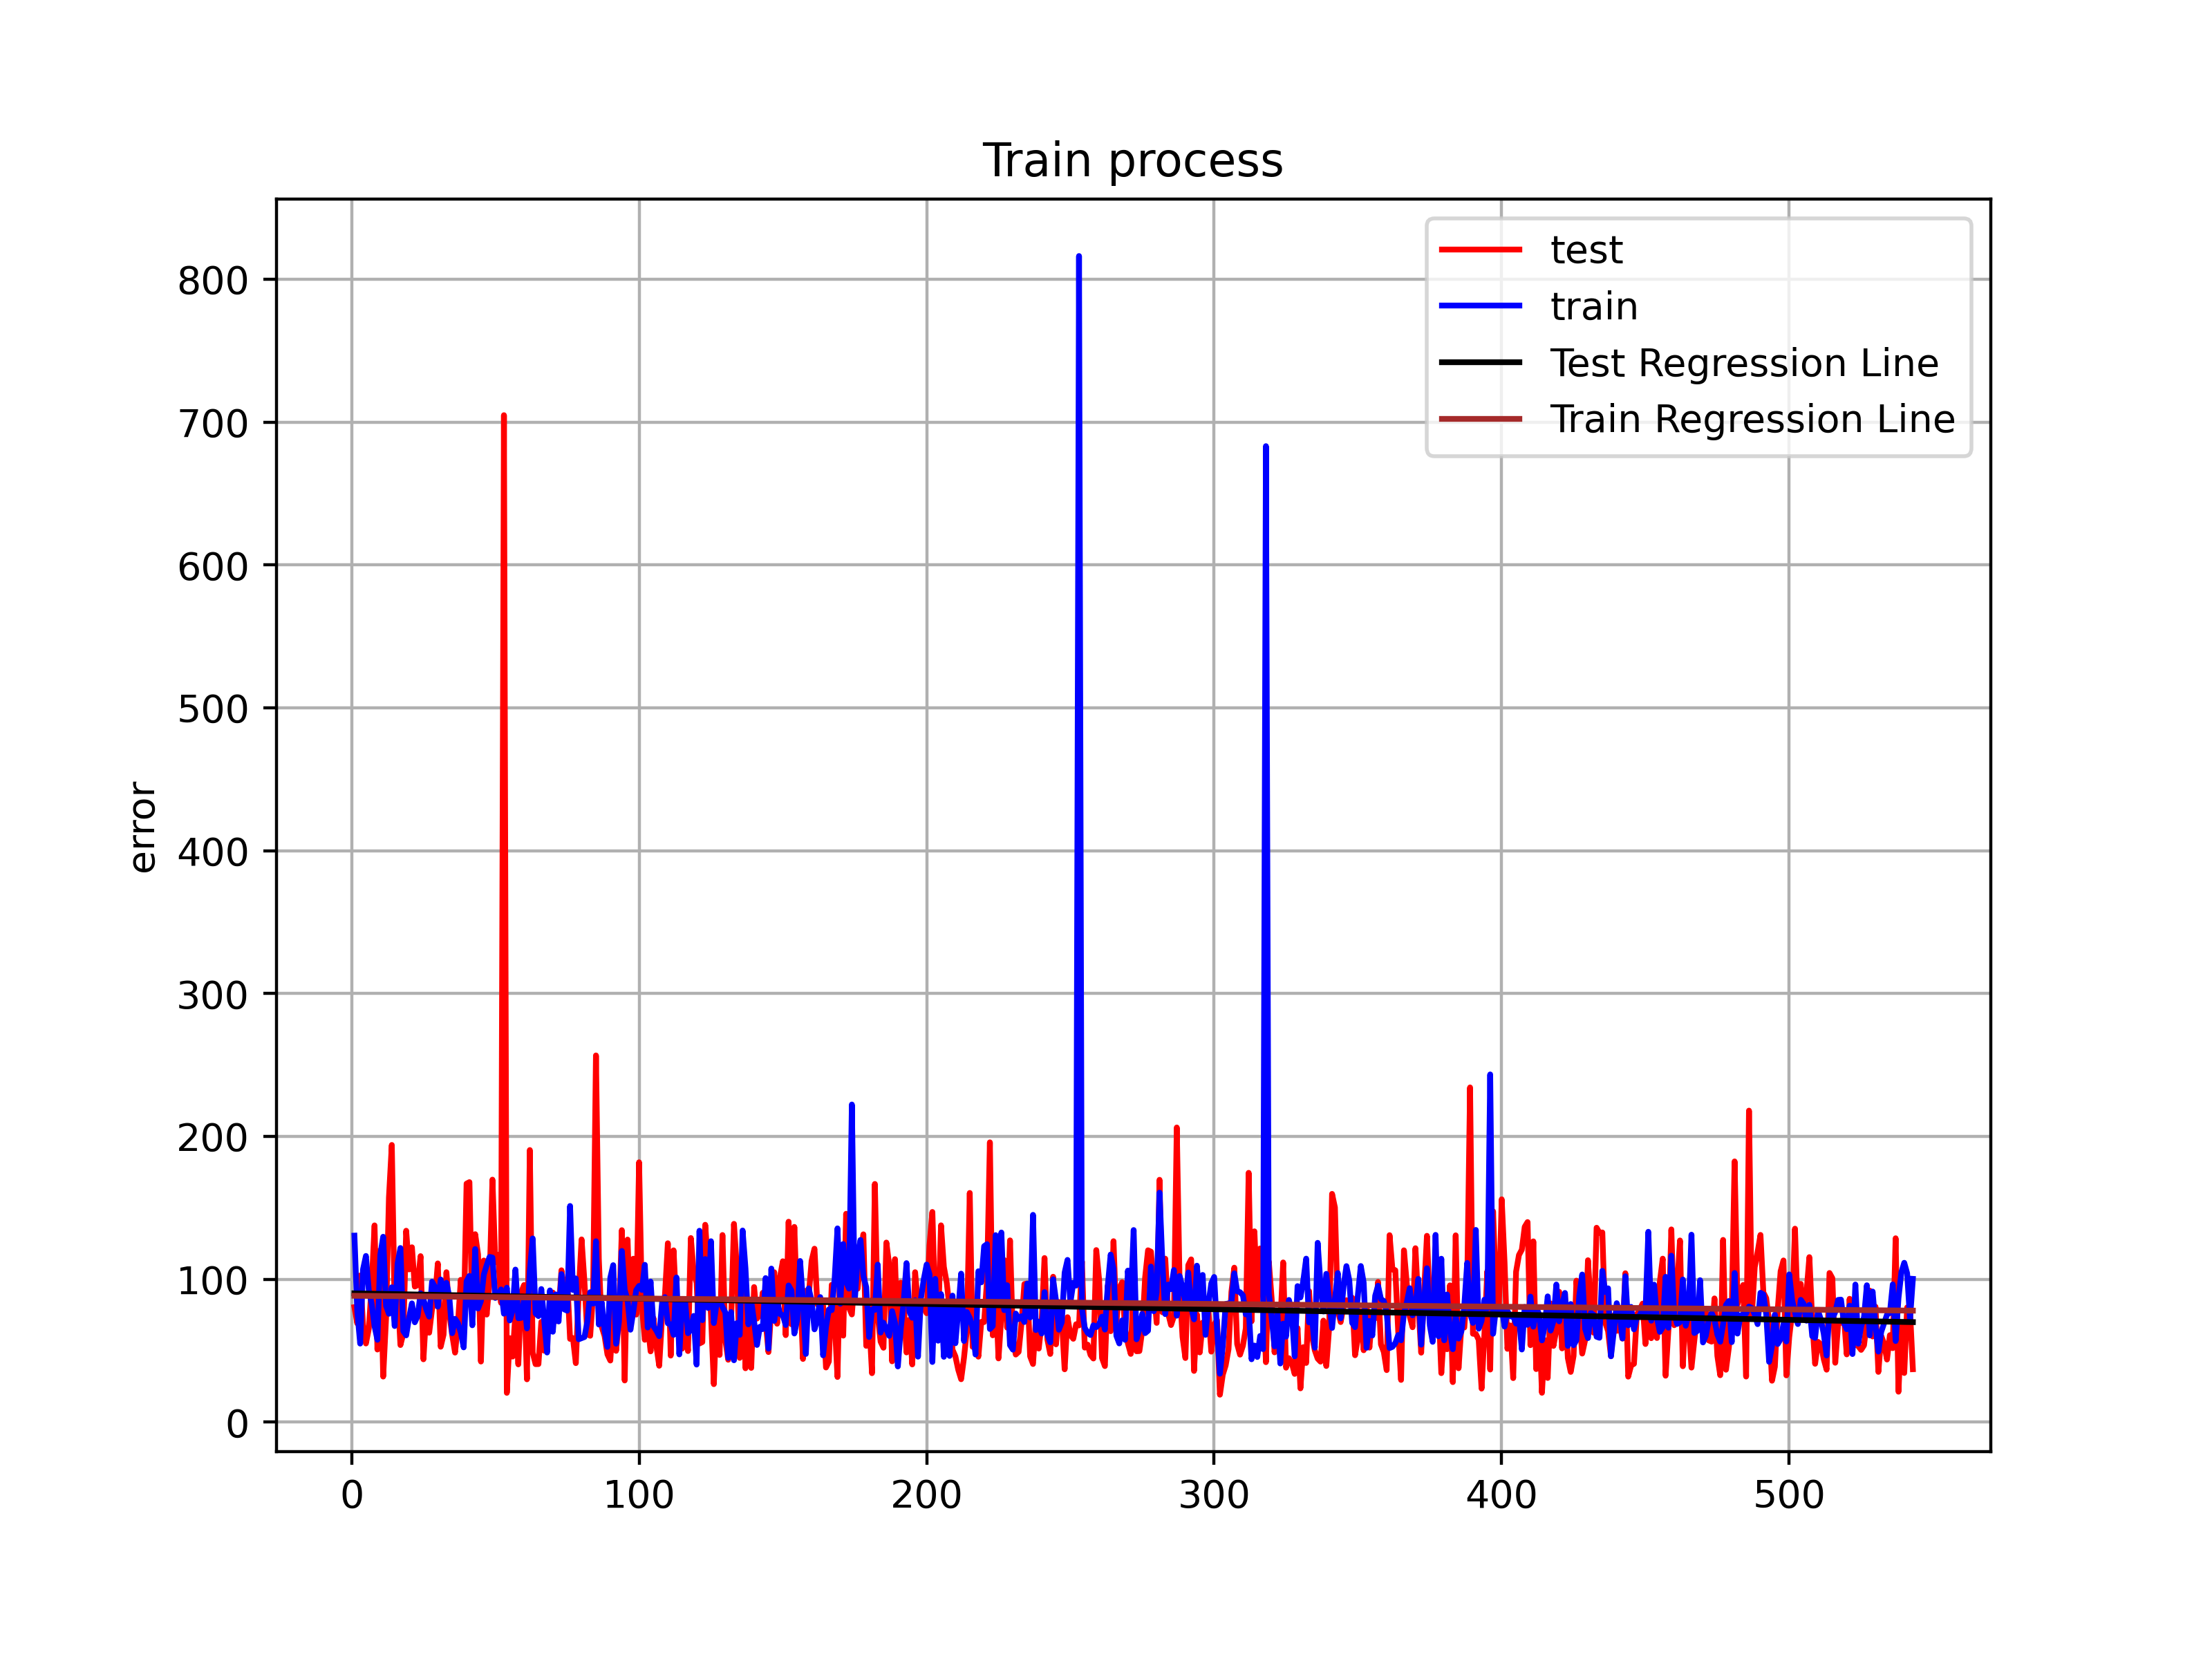 Train process
test
train
Test Regression Line
Train Regression Line
800
700
600
500
400
300
200
100
0
error
0 100 200 300 400 500